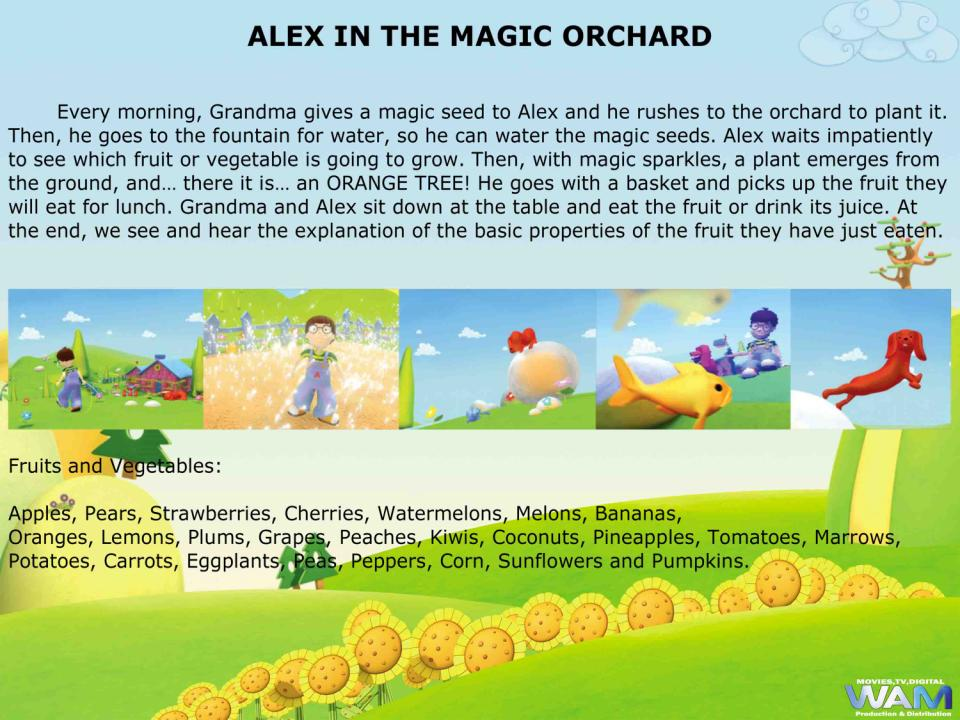 ALEX IN THE MAGIC ORCHARD
Every morning, Grandma gives a magic seed to Alex and he rushes to the orchard to plant it.
Then, he goes to the fountain for water, so he can water the magic seeds. Alex waits impatiently
to see which fruit or vegetable is going to grow. Then, with magic sparkles, a plant emerges from
the ground, and… there it is… an ORANGE TREE! He goes with a basket and picks up the fruit they
will eat for lunch. Grandma and Alex sit down at the table and eat the fruit or drink its juice. At
the end, we see and hear the explanation of the basic properties of the fruit they have just eaten.
A
Fruits and Vegetables:
Apples, Pears, Strawberries, Cherries, Watermelons, Melons, Bananas,
Oranges, Lemons, Plums, Grapes, Peaches, Kiwis, Coconuts, Pineapples, Tomatoes, Marrows,
Potatoes, Carrots, Eggplants, Peas, Peppers, Corn, Sunflowers and Pumpkins.
MOVIES,TV,DIGITAL
WAM
Production & Distribution